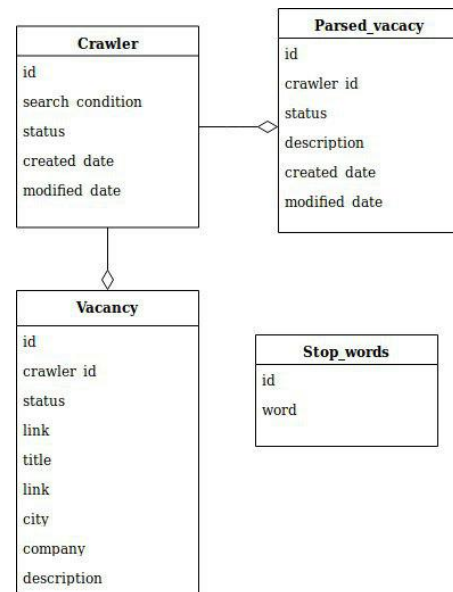 Crawler
id
search condition
status
created date
modified date
Parsed_vacacy
id
crawler id
status
description
created date
modified date
Vacancy
id
crawler id
status
link
title
link
city
company
description
Stop_words
id
word